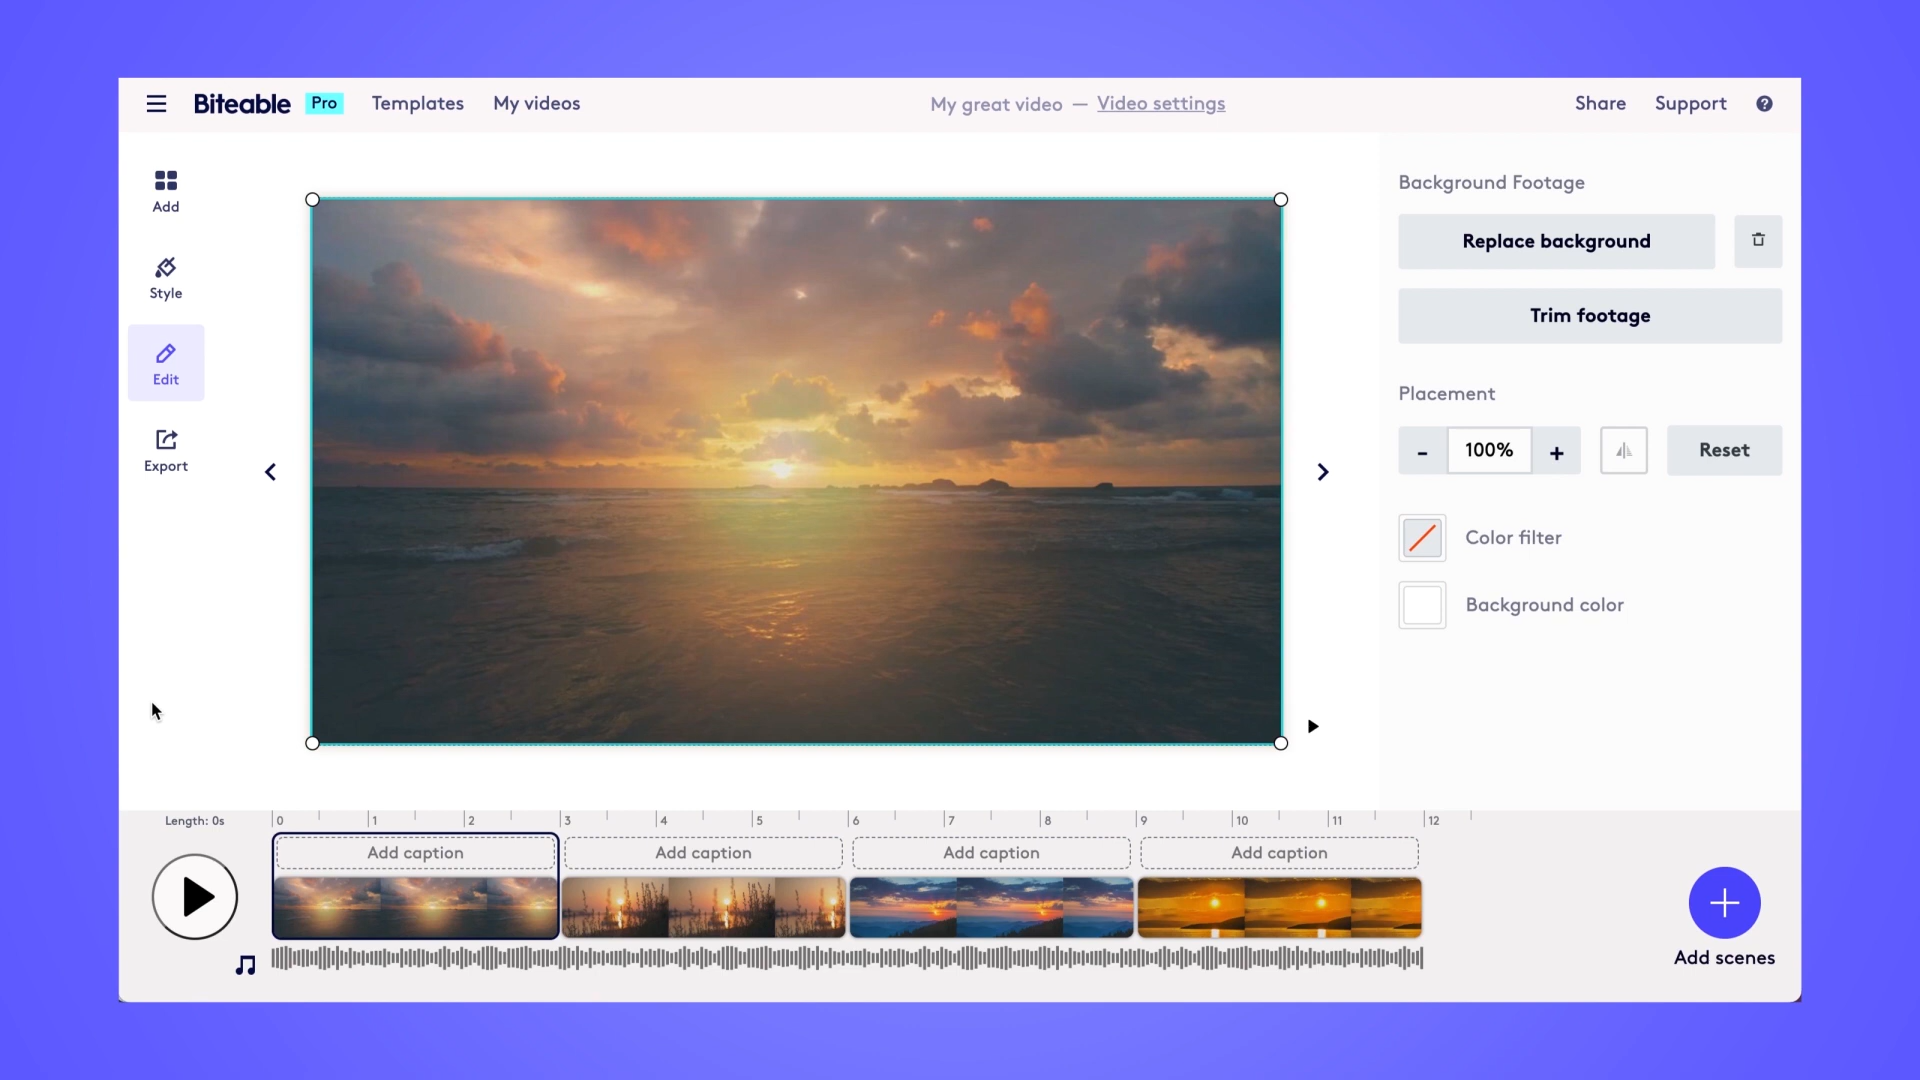 Biteable Pro Templates My videos My great video — Video settings Share Support ?
Add
Style
Edit
Export
Background Footage
Replace background
Trim footage
Placement
- 100% + Reset
Color filter
Background color
Length: 0s 0 1 2 3 4 5 6 7 8 9 10 11 12
Add caption Add caption Add caption Add caption
Add scenes